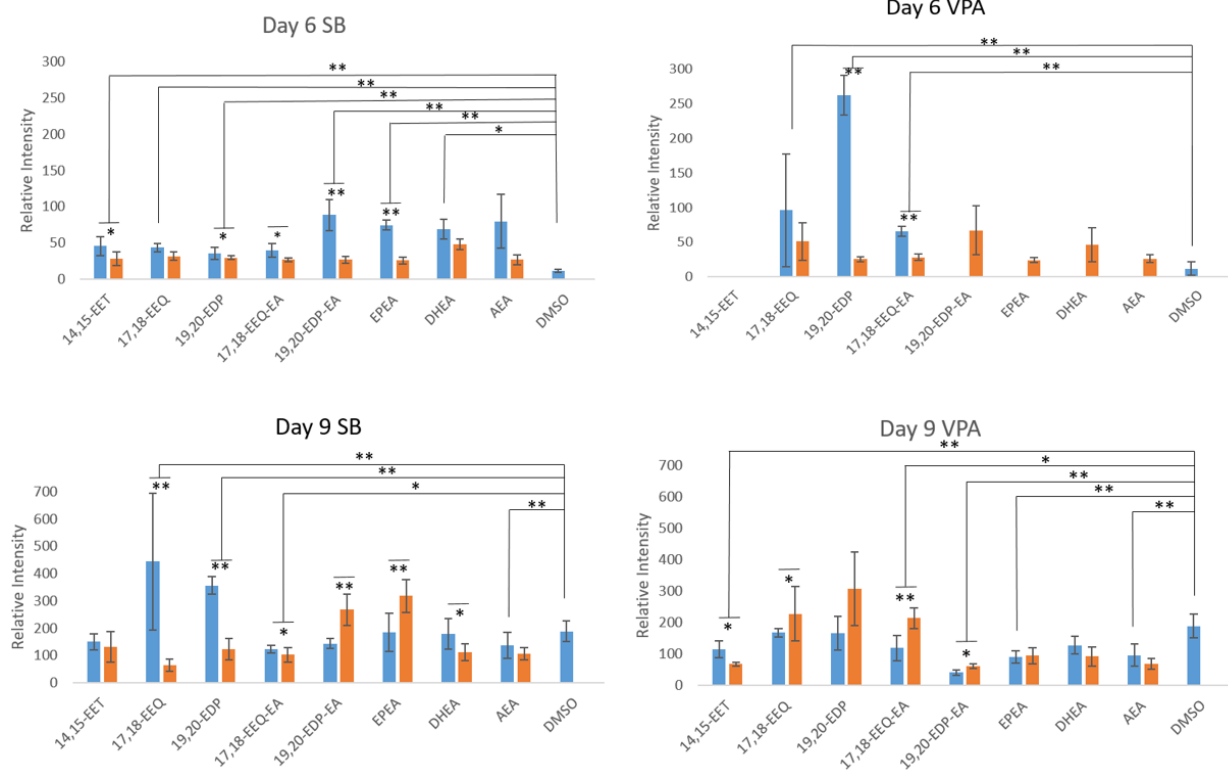 Day 6 SB
300
250
200
150
100
50
0
Relative Intensity
**
**
**
**
**
*
*
*
*
**
**
14,15-EET
17,18-EEQ
19,20-EDP
17,18-EEQ-EA
19,20-EDP-EA
EPEA
DHEA
AEA
DMSO
Day 6 VPA
300
250
200
150
100
50
0
Relative Intensity
**
**
**
**
**
14,15-EET
17,18-EEQ
19,20-EDP
17,18-EEQ-EA
19,20-EDP-EA
EPEA
DHEA
AEA
DMSO
Day 9 SB
700
600
500
400
300
200
100
0
Relative Intensity
**
**
*
**
**
**
*
**
**
*
14,15-EET
17,18-EEQ
19,20-EDP
17,18-EEQ-EA
19,20-EDP-EA
EPEA
DHEA
AEA
DMSO
Day 9 VPA
700
600
500
400
300
200
100
0
Relative Intensity
**
*
**
**
**
*
*
**
*
14,15-EET
17,18-EEQ
19,20-EDP
17,18-EEQ-EA
19,20-EDP-EA
EPEA
DHEA
AEA
DMSO